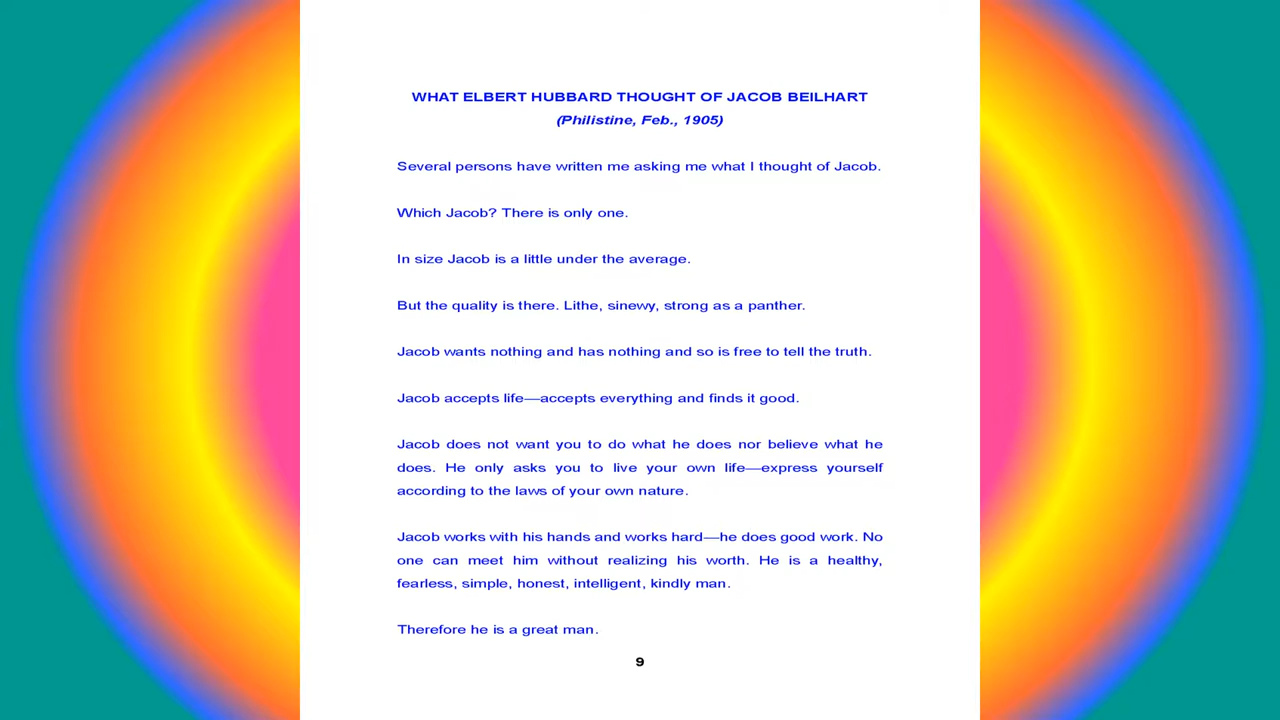 WHAT ELBERT HUBBARD THOUGHT OF JACOB BEILHART
(Philistine, Feb., 1905)
Several persons have written me asking me what I thought of Jacob.
Which Jacob? There is only one.
In size Jacob is a little under the average.
But the quality is there. Lithe, sinewy, strong as a panther.
Jacob wants nothing and has nothing and so is free to tell the truth.
Jacob accepts life—accepts everything and finds it good.
Jacob does not want you to do what he does nor believe what he
does. He only asks you to live your own life—express yourself
according to the laws of your own nature.
Jacob works with his hands and works hard—he does good work. No
one can meet him without realizing his worth. He is a healthy,
fearless, simple, honest, intelligent, kindly man.
Therefore he is a great man.
9